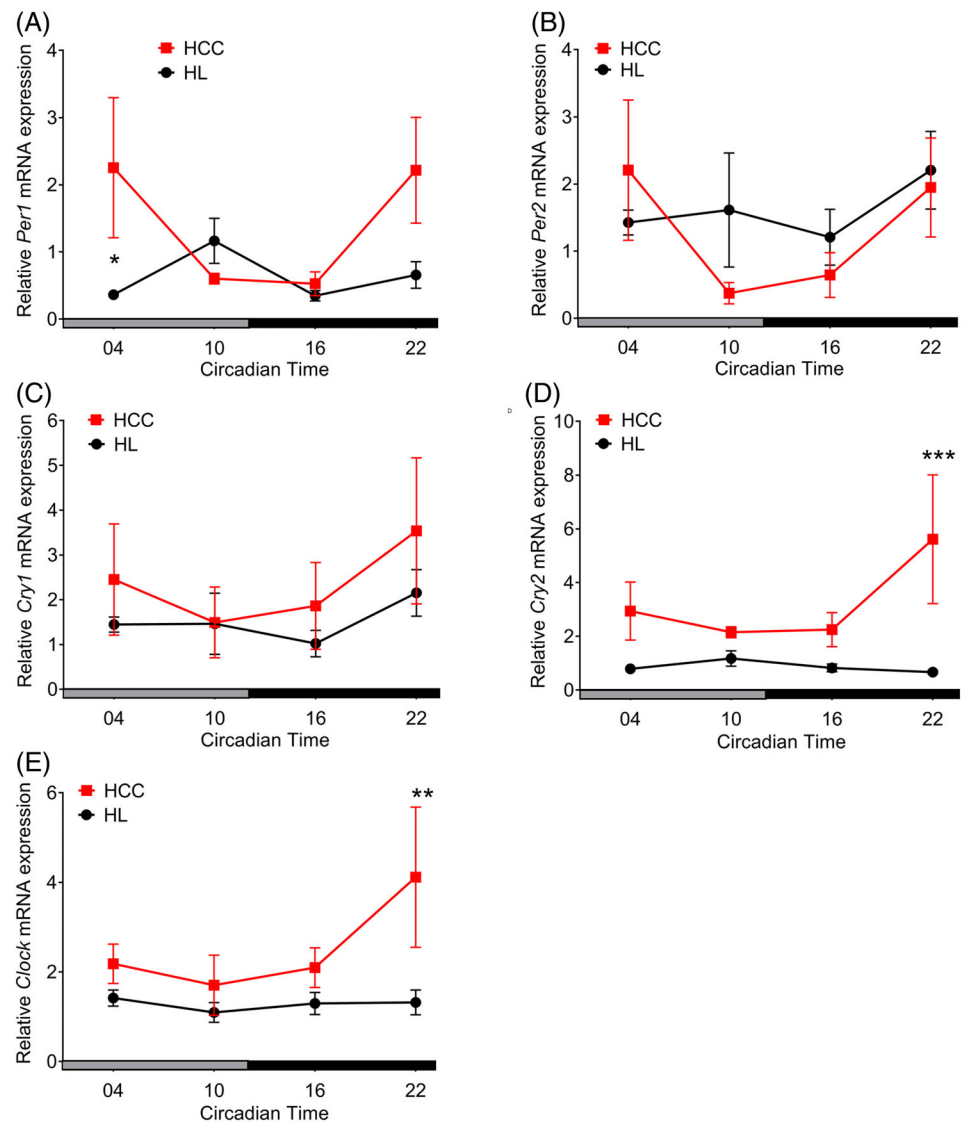 (A)
HCC
HL
Relative Per1 mRNA expression
4
3
2
1
0
*
04 10 16 22
Circadian Time
(B)
HCC
HL
Relative Per2 mRNA expression
4
3
2
1
0
04 10 16 22
Circadian Time
(C)
HCC
HL
Relative Cry1 mRNA expression
6
5
4
3
2
1
0
04 10 16 22
Circadian Time
(D)
D
HCC
HL
Relative Cry2 mRNA expression
10
8
6
4
2
0
***
04 10 16 22
Circadian Time
(E)
HCC
HL
Relative Clock mRNA expression
6
4
2
0
**
04 10 16 22
Circadian Time